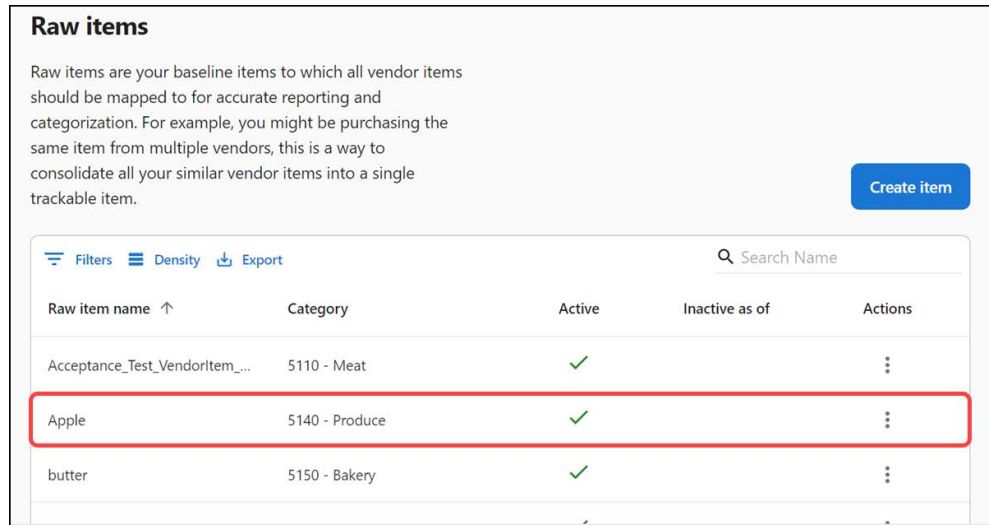 Raw items
Raw items are your baseline items to which all vendor items
should be mapped to for accurate reporting and
categorization. For example, you might be purchasing the
same item from multiple vendors, this is a way to
consolidate all your similar vendor items into a single
trackable item.
Create item
Filters Density Export Search Name
Raw item name Category Active Inactive as of Actions
Acceptance_Test_VendorItem_... 5110 - Meat
Apple 5140 - Produce
butter 5150 - Bakery